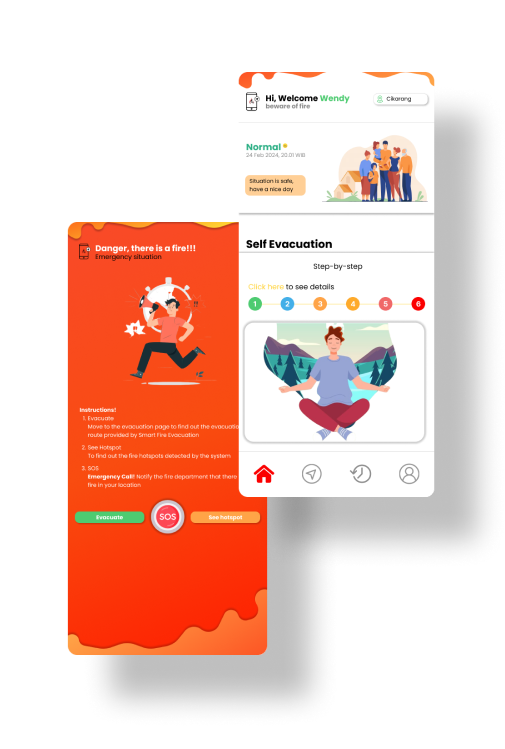 Hi, Welcome Wendy
beware of fire
Cikarang
Normal
24 Feb 2024, 20.01 WIB
Situation is safe,
have a nice day
Self Evacuation
Step-by-step
Click here to see details
1 2 3 4 5 6
Danger, there is a fire!!!
Emergency situation
Instructions!
1. Evacuate
Move to the evacuation page to find out the evacuatio
route provided by Smart Fire Evacuation
2. See Hotspot
To find out the fire hotspots detected by the system
3. SOS
Emergency Call! Notify the fire department that there
fire in your location
Evacuate
SOS
See hotspot